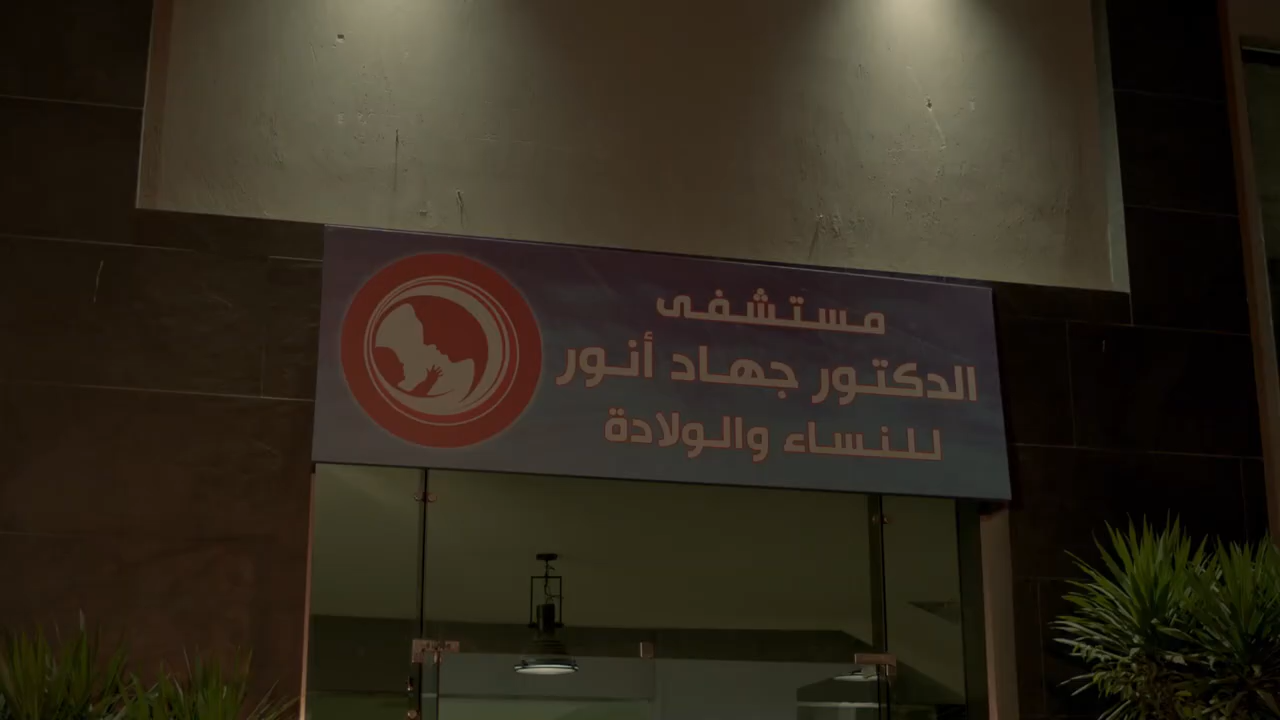 مستشفى
الدكتور جهاد أنور
للنساء والولادة